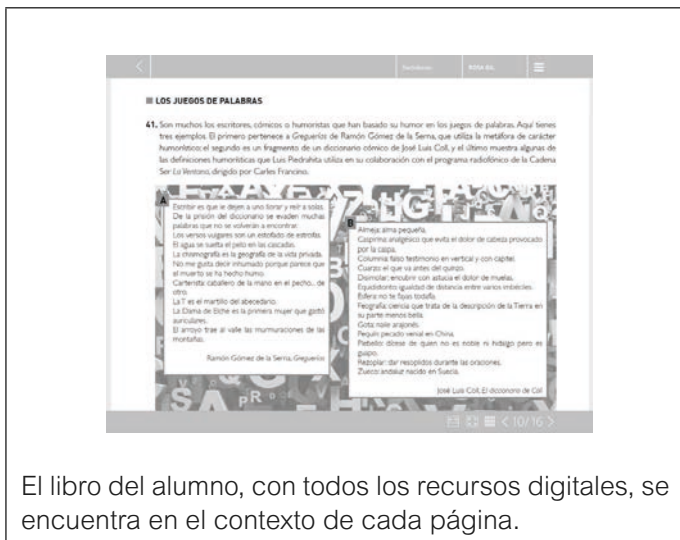 ROSA GIL
LOS JUEGOS DE PALABRAS
41. Son muchos los escritores, cómicos o humoristas que han basado su humor en los juegos de palabras. Aquí tienes
tres ejemplos. El primero pertenece a Greguerías de Ramón Gómez de la Serna, que utiliza la metáfora de carácter
humorístico; el segundo es un fragmento de un diccionario cómico de José Luis Coll, y el último muestra algunas de
las definiciones humorísticas que Luis Piedrahita utiliza en su colaboración con el programa radiofónico de la Cadena
Ser La Ventana, dirigido por Carles Francino.
A
Escribir es que le dejen a uno llorar y reír a solas.
De la prisión del diccionario se evaden muchas
palabras que no se volverán a encontrar.
Los versos vulgares son un estofado de estrofas.
El agua se suelta el pelo en las cascadas.
La chismografía es la geografía de la vida privada.
No me gusta decir inhumado porque parece que
el muerto se ha hecho humo.
Carterista: caballero de la mano en el pecho... de
otro.
La T es el martillo del abecedario.
La Dama de Elche es la primera mujer que gastó
auriculares.
El arroyo trae al valle las murmuraciones de las
montañas.
Ramón Gómez de la Serna, Greguerías
B
Almeja: alma pequeña.
Casprina: analgésico que evita el dolor de cabeza provocado
por la caspa.
Columnia: falso testimonio en vertical y con capitel.
Cuarzo: el que va antes del quinzo.
Disimolar: encubrir con astucia el dolor de muelas.
Equidistonto: igualdad de distancia entre varios imbéciles.
Esfera: no te fayas todafía.
Feografía: ciencia que trata de la descripción de la Tierra en
su parte menos bella.
Gota: naile arajonés.
Pequín: pecado venial en China.
Plebello: dícese de quien no es noble ni hidalgo pero es
guapo.
Rezoplar: dar resoplidos durante las oraciones.
Zueco: andaluz nacido en Suecia.
José Luis Coll, El diccionario de Coll
10/16
El libro del alumno, con todos los recursos digitales, se
encuentra en el contexto de cada página.